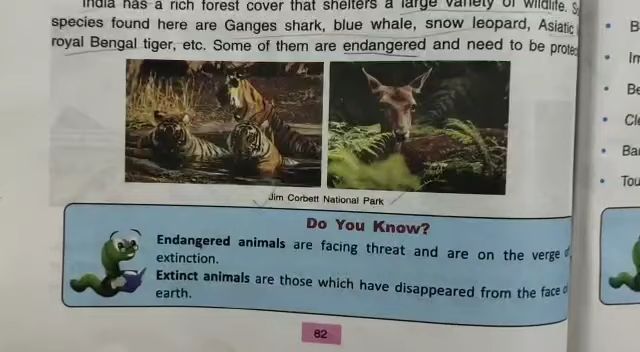 India has a rich forest cover that shelters a large variety of wildlife.
species found here are Ganges shark, blue whale, snow leopard, Asiatic
royal Bengal tiger, etc. Some of them are endangered and need to be
Jim Corbett National Park
Do You Know?
Endangered animals are facing threat and are on the verge
extinction.
Extinct animals are those which have disappeared from the face
earth.
82